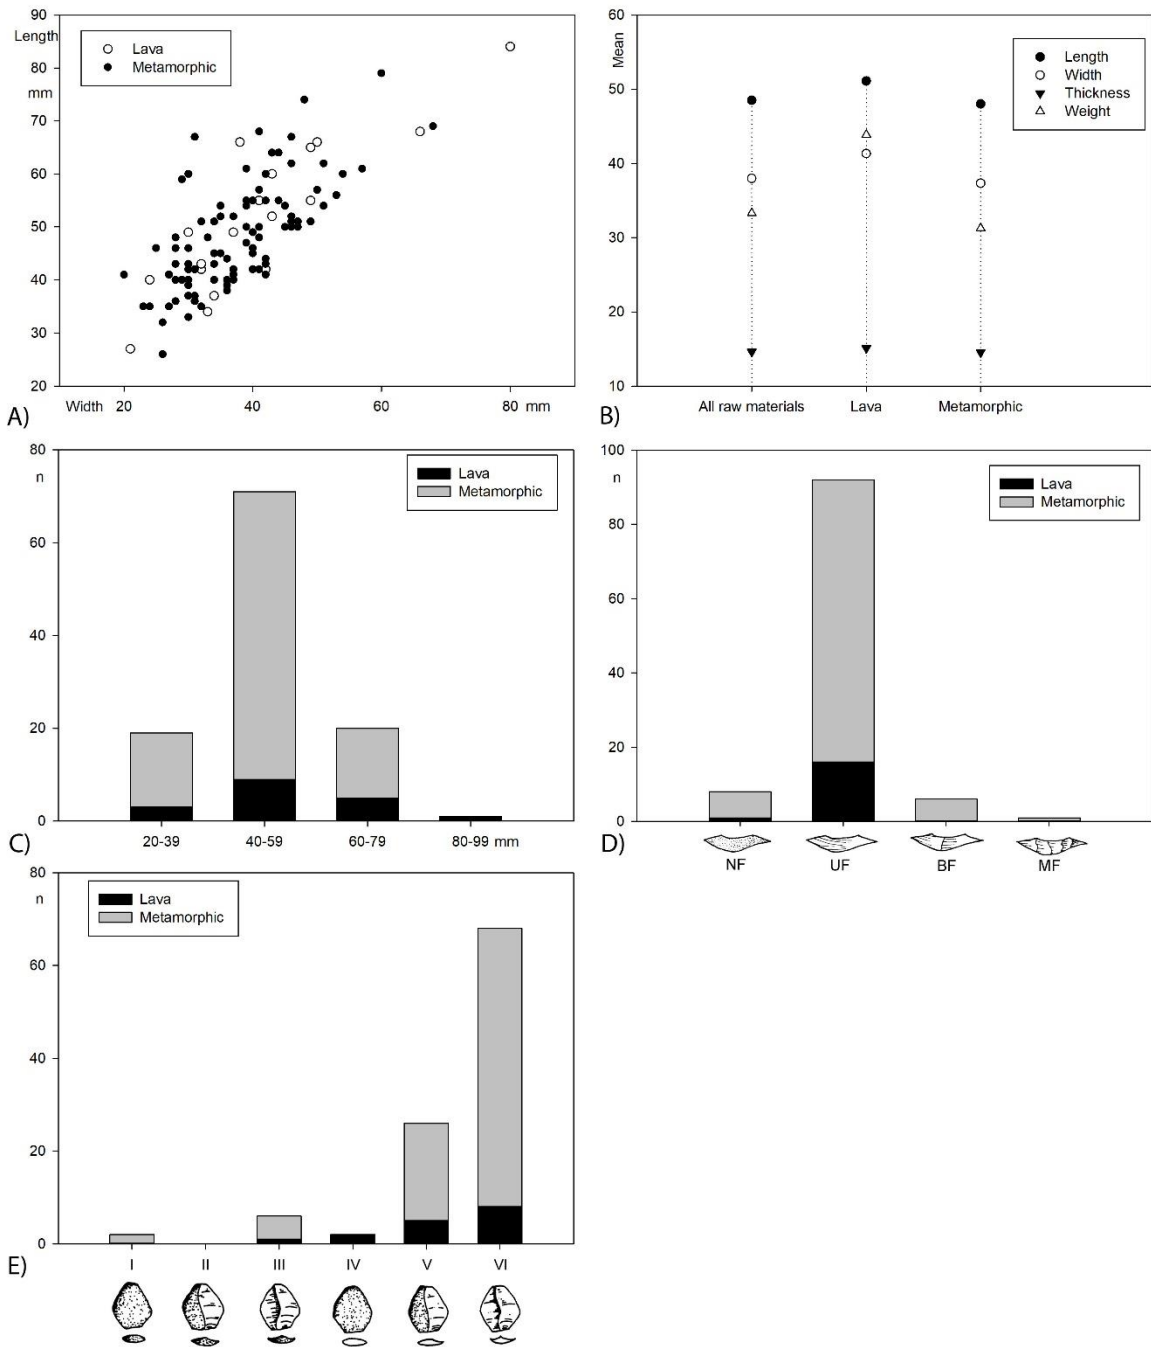 90
Length
80
mm
70
60
50
40
30
20
Lava
Metamorphic
A)
Width 20 40 60 80 mm
60
Mean
50
40
30
20
10
Length
Width
Thickness
Weight
B)
All raw materials Lava Metamorphic
80
n
60
40
20
0
Lava
Metamorphic
C)
20-39 40-59 60-79 80-99 mm
100
n
80
60
40
20
0
Lava
Metamorphic
D)
NF UF BF MF
80
n
60
40
20
0
Lava
Metamorphic
E)
I II III IV V VI